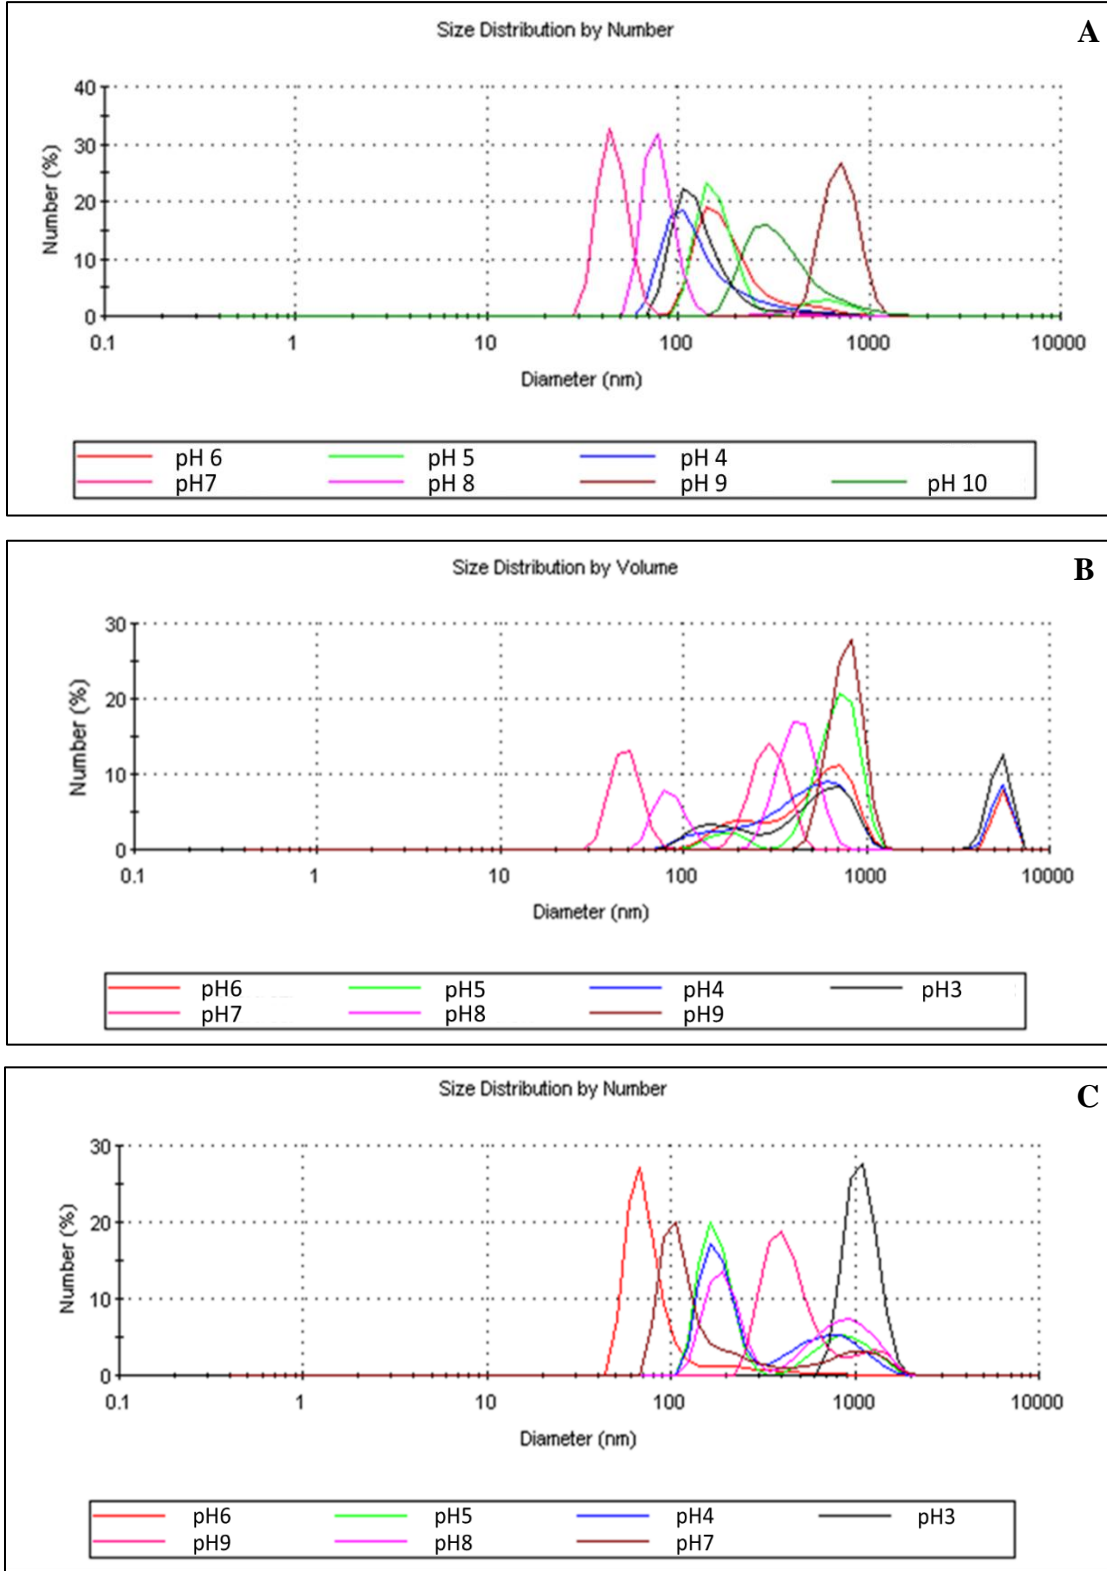 Size Distribution by Number
A
40
30
20
10
0
Number (%)
0.1 1 10 100 1000 10000
Diameter (nm)
pH 6 pH 5 pH 4
pH7 pH 8 pH 9 pH 10
Size Distribution by Volume
B
30
20
10
0
Number (%)
0.1 1 10 100 1000 10000
Diameter (nm)
pH6 pH5 pH4 pH3
pH7 pH8 pH9
Size Distribution by Number
C
30
20
10
0
Number (%)
0.1 1 10 100 1000 10000
Diameter (nm)
pH6 pH5 pH4 pH3
pH9 pH8 pH7